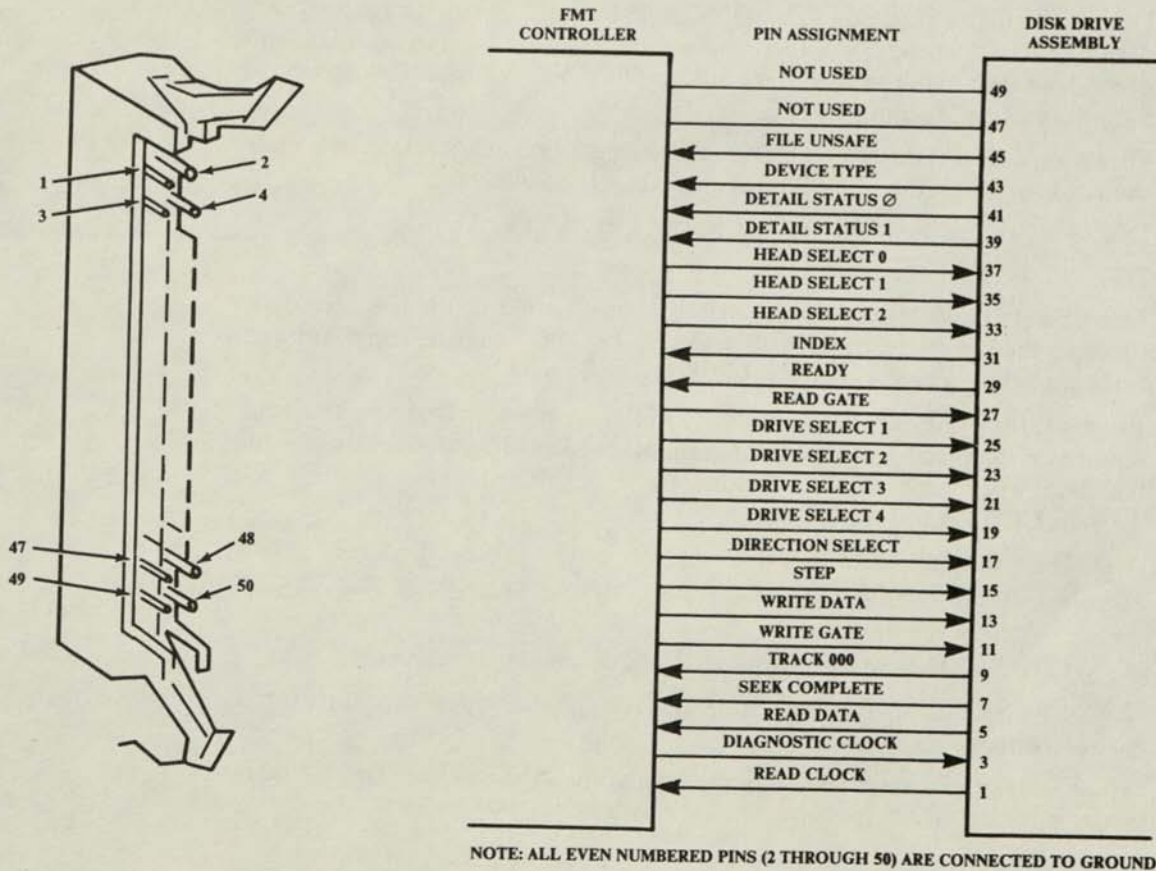 FMT
CONTROLLER
PIN ASSIGNMENT
DISK DRIVE
ASSEMBLY
1
2
3
4
47
48
49
50
NOT USED 49
NOT USED 47
FILE UNSAFE 45
DEVICE TYPE 43
DETAIL STATUS Ø 41
DETAIL STATUS 1 39
HEAD SELECT 0 37
HEAD SELECT 1 35
HEAD SELECT 2 33
INDEX 31
READY 29
READ GATE 27
DRIVE SELECT 1 25
DRIVE SELECT 2 23
DRIVE SELECT 3 21
DRIVE SELECT 4 19
DIRECTION SELECT 17
STEP 15
WRITE DATA 13
WRITE GATE 11
TRACK 000 9
SEEK COMPLETE 7
READ DATA 5
DIAGNOSTIC CLOCK 3
READ CLOCK 1
NOTE: ALL EVEN NUMBERED PINS (2 THROUGH 50) ARE CONNECTED TO GROUND